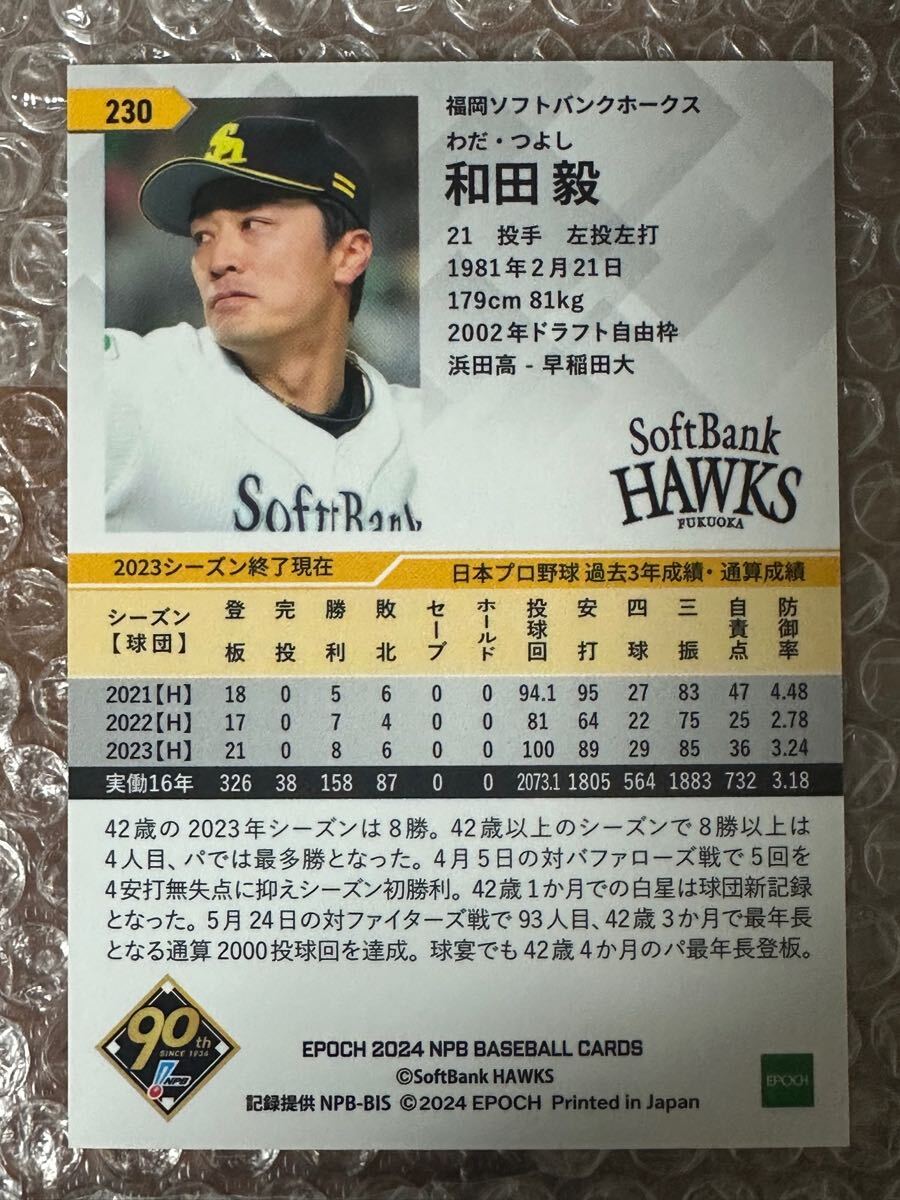 230
福岡ソフトバンクホークス
わだ・つよし
和田 毅
21 投手 左投左打
1981年2月21日
179cm 81kg
2002年ドラフト自由枠
浜田高 - 早稲田大
SoftBank
SoftBank
HAWKS
FUKUOKA
2023シーズン終了現在 日本プロ野球 過去3年成績・通算成績
シーズン【球団】 登板 完投 勝利 敗北 セーブ ホールド 投球回 安打 四球 三振 自責点 防御率
2021【H】 18 0 5 6 0 0 94.1 95 27 83 47 4.48
2022【H】 17 0 7 4 0 0 81 64 22 75 25 2.78
2023【H】 21 0 8 6 0 0 100 89 29 85 36 3.24
実働16年 326 38 158 87 0 0 2073.1 1805 564 1883 732 3.18
42歳の2023年シーズンは8勝。42歳以上のシーズンで8勝以上は
4人目、パでは最多勝となった。4月5日の対バファローズ戦で5回を
4安打無失点に抑えシーズン初勝利。42歳1か月での白星は球団新記録
となった。5月24日の対ファイターズ戦で93人目、42歳3か月で最年長
となる通算2000投球回を達成。球宴でも42歳4か月のパ最年長登板。
90th
SINCE 1934
NPB
EPOCH 2024 NPB BASEBALL CARDS
©SoftBank HAWKS
記録提供 NPB-BIS ©2024 EPOCH Printed in Japan
EPOCH